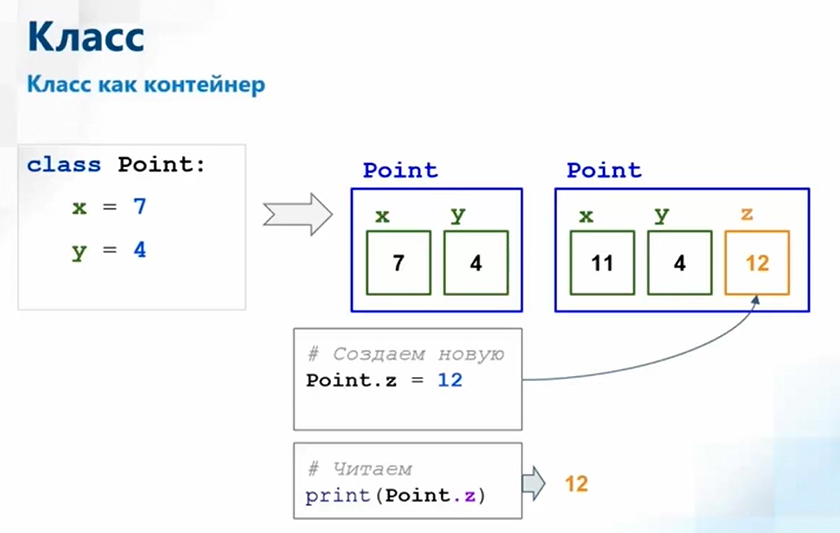 Класс
Класс как контейнер
class Point:
x = 7
y = 4
Point
x y
7 4
Point
x y z
11 4 12
# Создаем новую
Point.z = 12
# Читаем
print(Point.z)
12